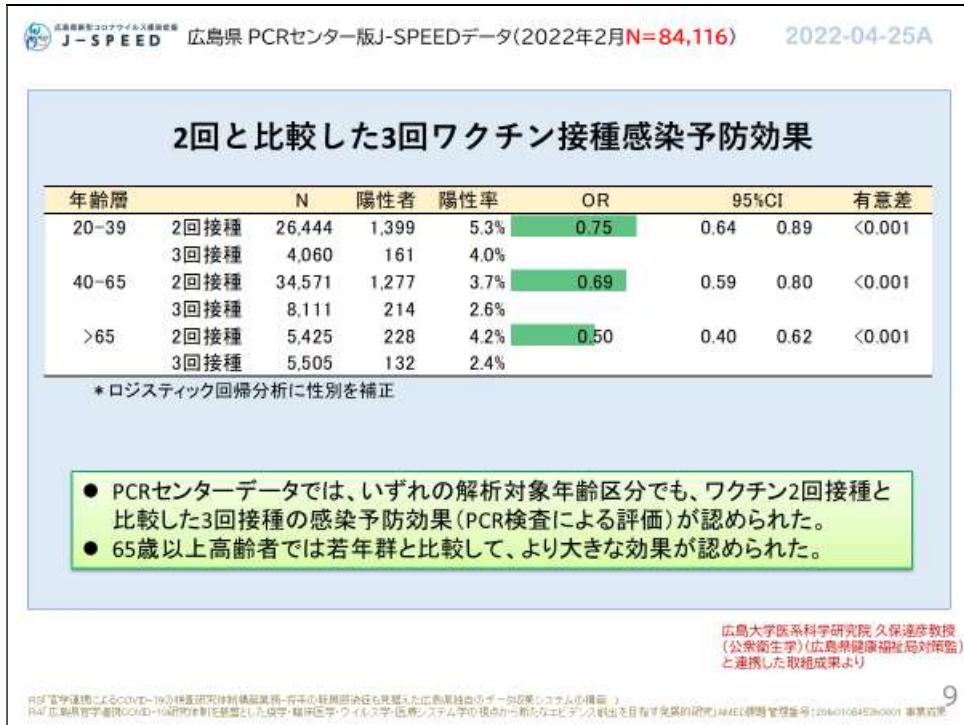 広島県新型コロナウイルス感染症版
J-SPEED
広島県 PCRセンター版J-SPEEDデータ(2022年2月N=84,116)
2022-04-25A
2回と比較した3回ワクチン接種感染予防効果
年齢層 N 陽性者 陽性率 OR 95%CI 有意差
20-39 2回接種 26,444 1,399 5.3% 0.75 0.64 0.89 <0.001
3回接種 4,060 161 4.0%
40-65 2回接種 34,571 1,277 3.7% 0.69 0.59 0.80 <0.001
3回接種 8,111 214 2.6%
>65 2回接種 5,425 228 4.2% 0.50 0.40 0.62 <0.001
3回接種 5,505 132 2.4%
*ロジスティック回帰分析に性別を補正
● PCRセンターデータでは、いずれの解析対象年齢区分でも、ワクチン2回接種と
比較した3回接種の感染予防効果(PCR検査による評価)が認められた。
● 65歳以上高齢者では若年群と比較して、より大きな効果が認められた。
広島大学医系科学研究院 久保達彦教授
(公衆衛生学)(広島県健康福祉局対策監)
と連携した取組成果より
9